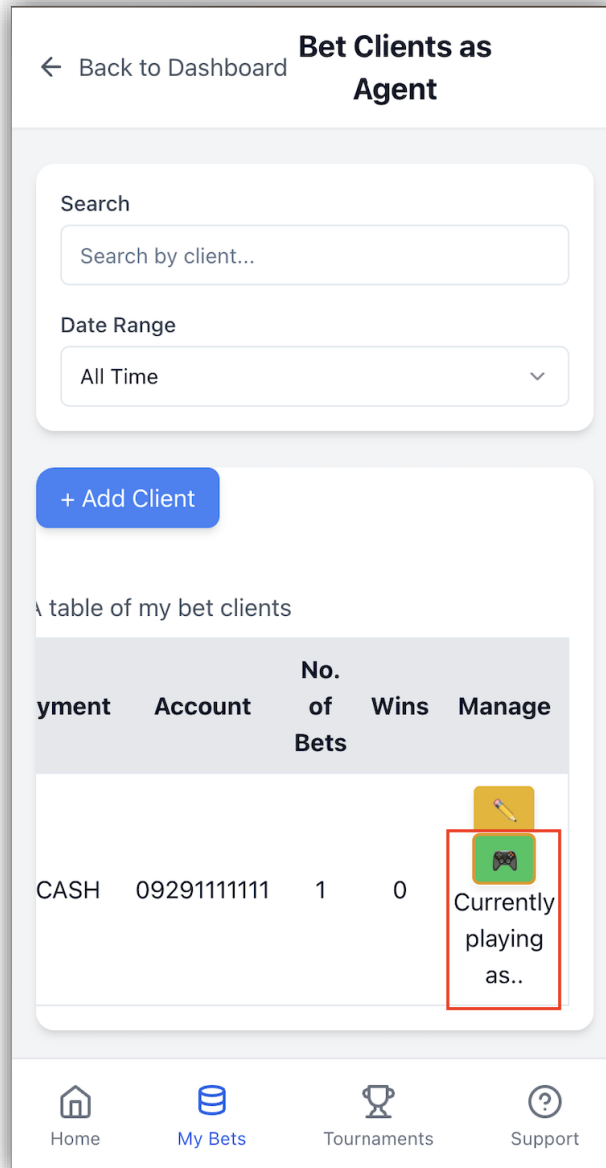 ← Back to Dashboard
Bet Clients as
Agent
Search
Search by client...
Date Range
All Time
+ Add Client
table of my bet clients
yment Account No. of Bets Wins Manage
CASH 09291111111 1 0
Currently
playing
as..
Home My Bets Tournaments Support